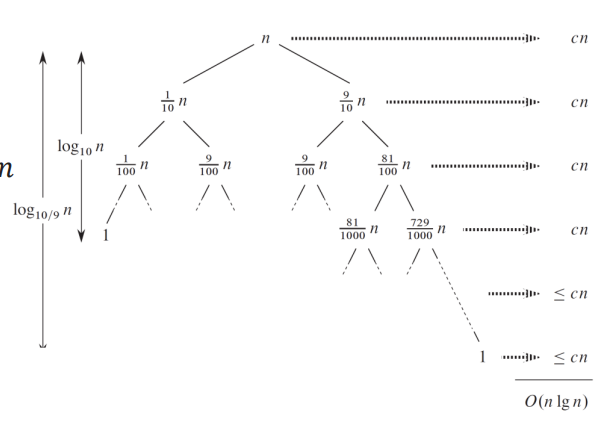 n cn
1/10 n 9/10 n cn
log₁₀ n
1/100 n 9/100 n 9/100 n 81/100 n cn
n
log₁₀/₉ n
1 81/1000 n 729/1000 n cn
≤ cn
1 ≤ cn
O(n lg n)